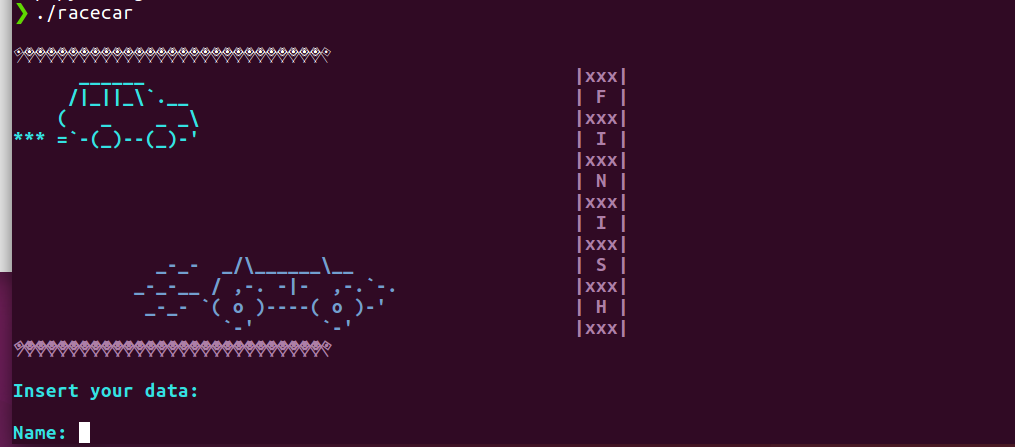 ❯ ./racecar
|xxx|
| F |
|xxx|
| I |
|xxx|
| N |
|xxx|
| I |
|xxx|
| S |
|xxx|
| H |
|xxx|
Insert your data:
Name: